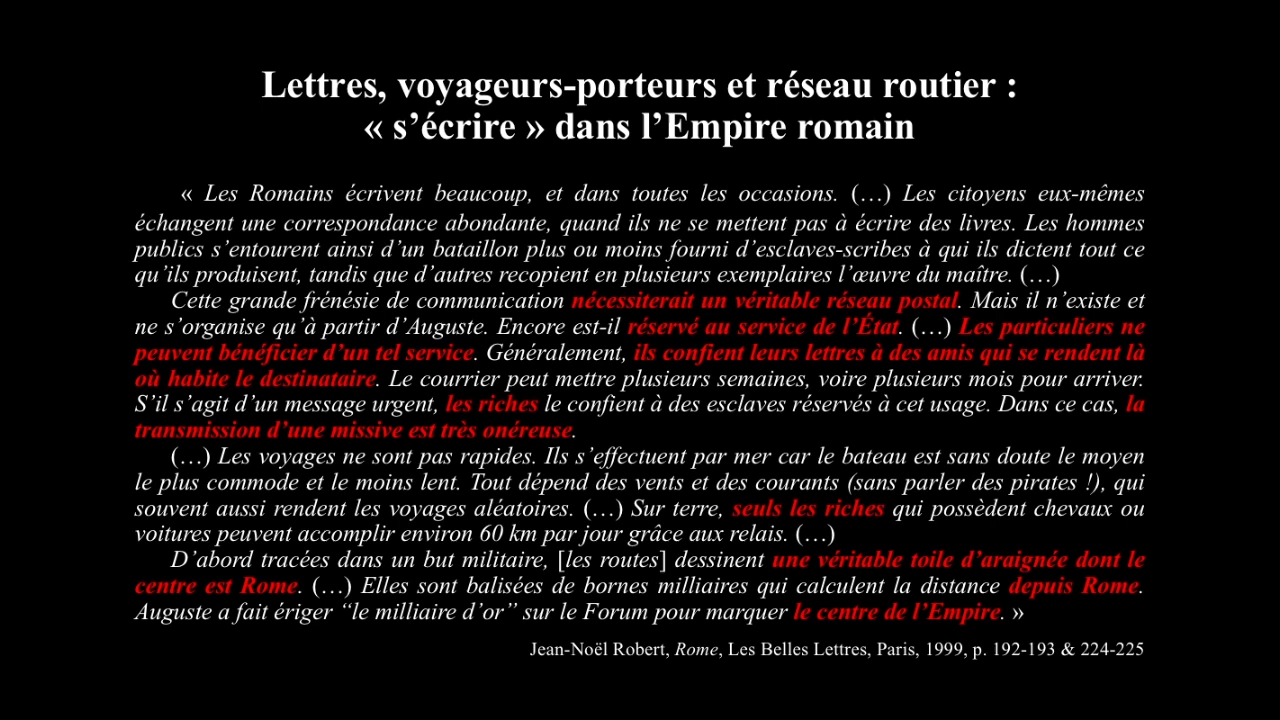 Lettres, voyageurs-porteurs et réseau routier :
« s’écrire » dans l’Empire romain
« Les Romains écrivent beaucoup, et dans toutes les occasions. (…) Les citoyens eux-mêmes
échangent une correspondance abondante, quand ils ne se mettent pas à écrire des livres. Les hommes
publics s’entourent ainsi d’un bataillon plus ou moins fourni d’esclaves-scribes à qui ils dictent tout ce
qu’ils produisent, tandis que d’autres recopient en plusieurs exemplaires l’œuvre du maître. (…)
Cette grande frénésie de communication nécessiterait un véritable réseau postal. Mais il n’existe et
ne s’organise qu’à partir d’Auguste. Encore est-il réservé au service de l’État. (…) Les particuliers ne
peuvent bénéficier d’un tel service. Généralement, ils confient leurs lettres à des amis qui se rendent là
où habite le destinataire. Le courrier peut mettre plusieurs semaines, voire plusieurs mois pour arriver.
S’il s’agit d’un message urgent, les riches le confient à des esclaves réservés à cet usage. Dans ce cas, la
transmission d’une missive est très onéreuse.
(…) Les voyages ne sont pas rapides. Ils s’effectuent par mer car le bateau est sans doute le moyen
le plus commode et le moins lent. Tout dépend des vents et des courants (sans parler des pirates !), qui
souvent aussi rendent les voyages aléatoires. (…) Sur terre, seuls les riches qui possèdent chevaux ou
voitures peuvent accomplir environ 60 km par jour grâce aux relais. (…)
D’abord tracées dans un but militaire, [les routes] dessinent une véritable toile d’araignée dont le
centre est Rome. (…) Elles sont balisées de bornes milliaires qui calculent la distance depuis Rome.
Auguste a fait ériger “le milliaire d’or” sur le Forum pour marquer le centre de l’Empire. »
Jean-Noël Robert, Rome, Les Belles Lettres, Paris, 1999, p. 192-193 & 224-225